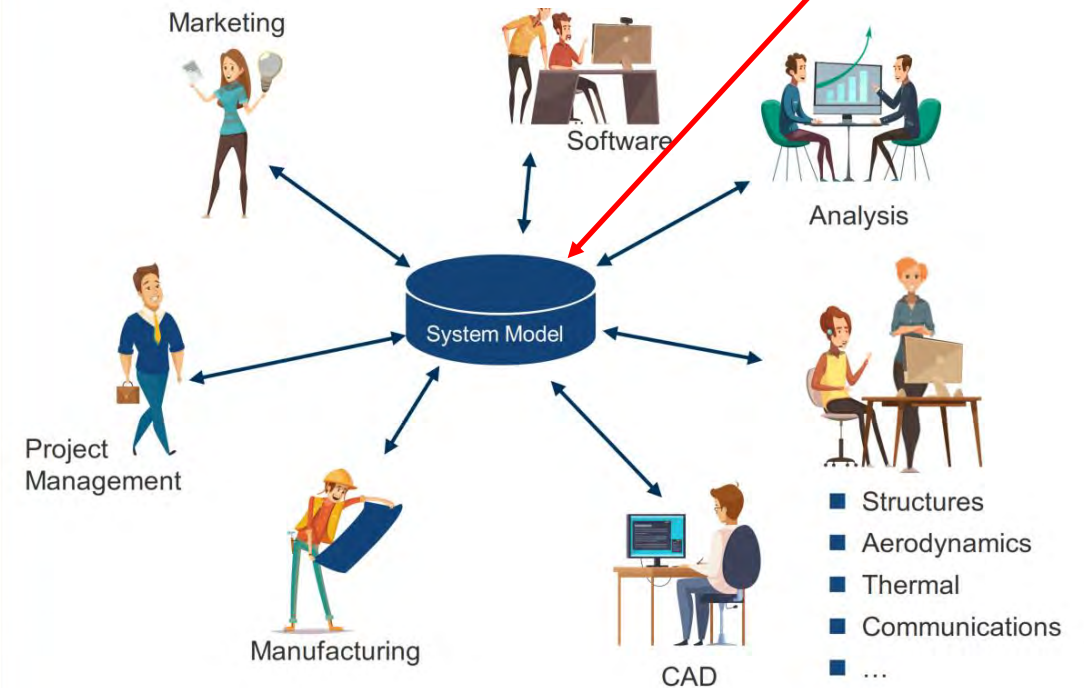 Marketing
Software
Analysis
System Model
Project
Management
Structures
Aerodynamics
Thermal
Communications
…
Manufacturing
CAD